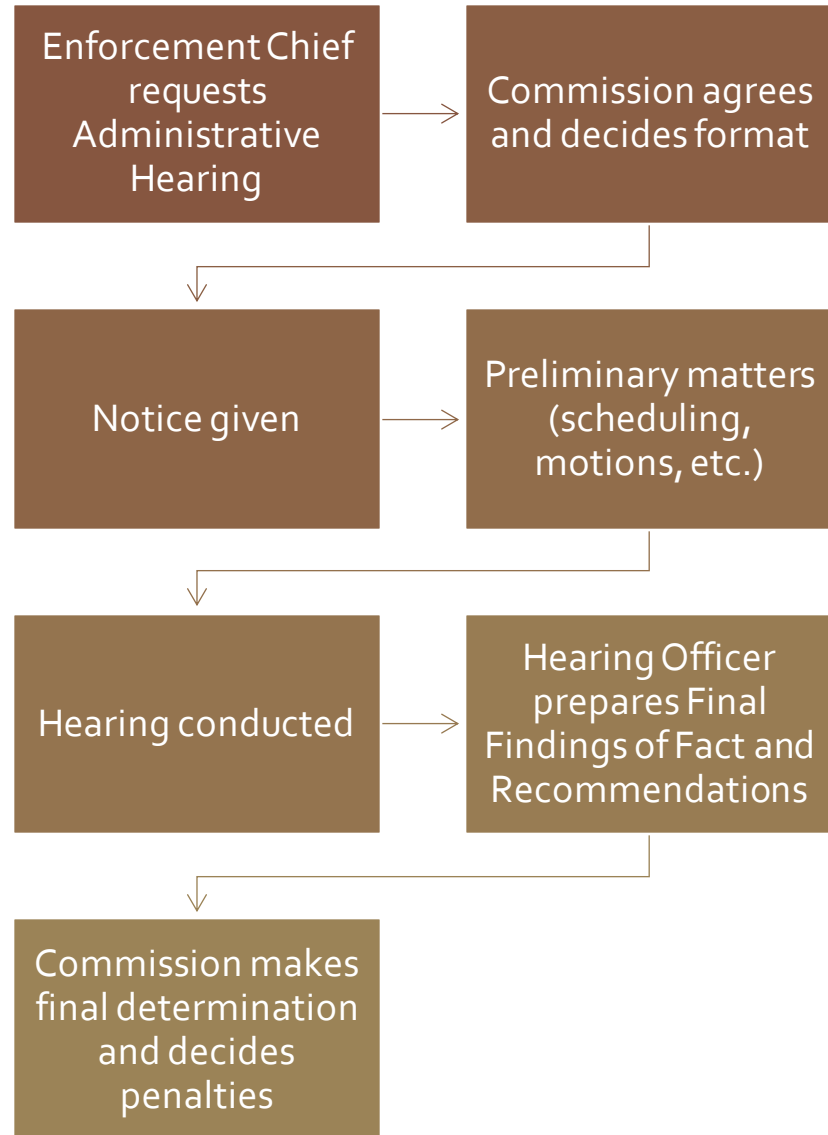 Enforcement Chief
requests
Administrative
Hearing
Commission agrees
and decides format
Notice given
Preliminary matters
(scheduling,
motions, etc.)
Hearing conducted
Hearing Officer
prepares Final
Findings of Fact and
Recommendations
Commission makes
final determination
and decides
penalties